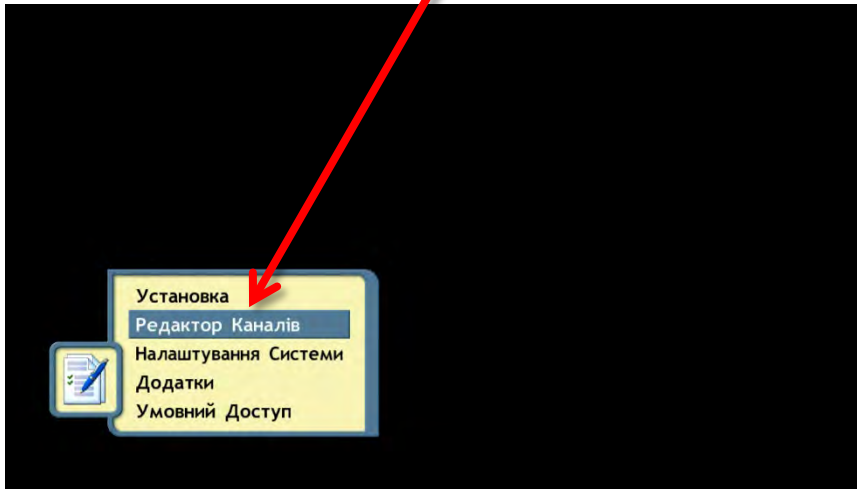 Установка
Редактор Каналів
Налаштування Системи
Додатки
Умовний Доступ